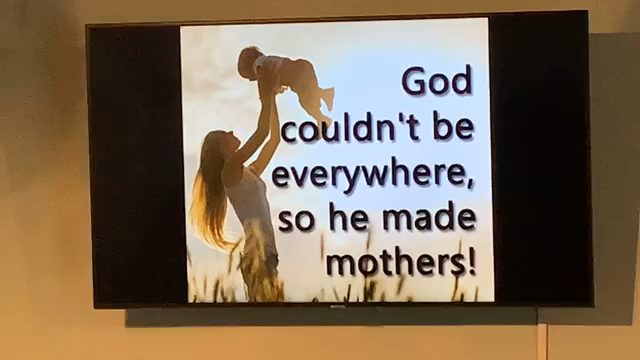 God
couldn't be
everywhere,
so he made
mothers!